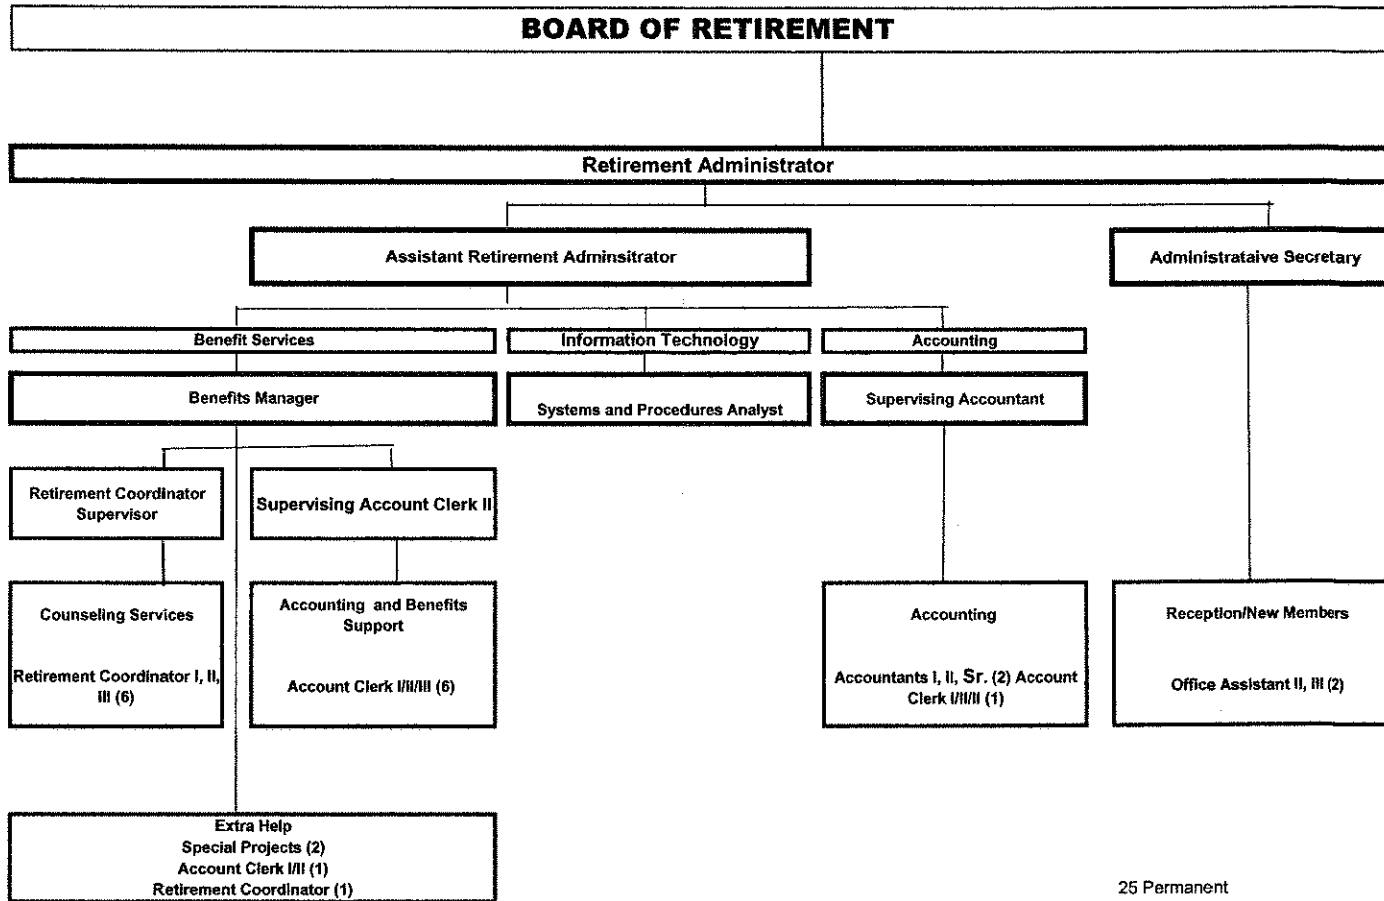 BOARD OF RETIREMENT
Retirement Administrator
Assistant Retirement Adminsitrator
Administrataive Secretary
Benefit Services
Information Technology
Accounting
Benefits Manager
Systems and Procedures Analyst
Supervising Accountant
Retirement Coordinator
Supervisor
Supervising Account Clerk II
Counseling Services
Retirement Coordinator I, II,
III (6)
Accounting and Benefits
Support
Account Clerk I/II/III (6)
Accounting
Accountants I, II, Sr. (2) Account
Clerk I/II/II (1)
Reception/New Members
Office Assistant II, III (2)
Extra Help
Special Projects (2)
Account Clerk I/II (1)
Retirement Coordinator (1)
25 Permanent